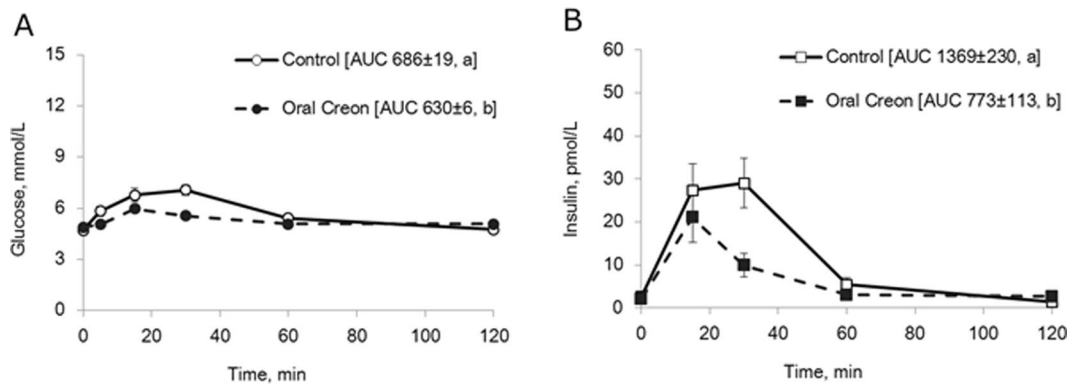 A
Glucose, mmol/L
15
12
9
6
3
0
Control [AUC 686±19, a]
Oral Creon [AUC 630±6, b]
0 20 40 60 80 100 120
Time, min
B
Insulin, pmol/L
60
50
40
30
20
10
0
Control [AUC 1369±230, a]
Oral Creon [AUC 773±113, b]
0 20 40 60 80 100 120
Time, min